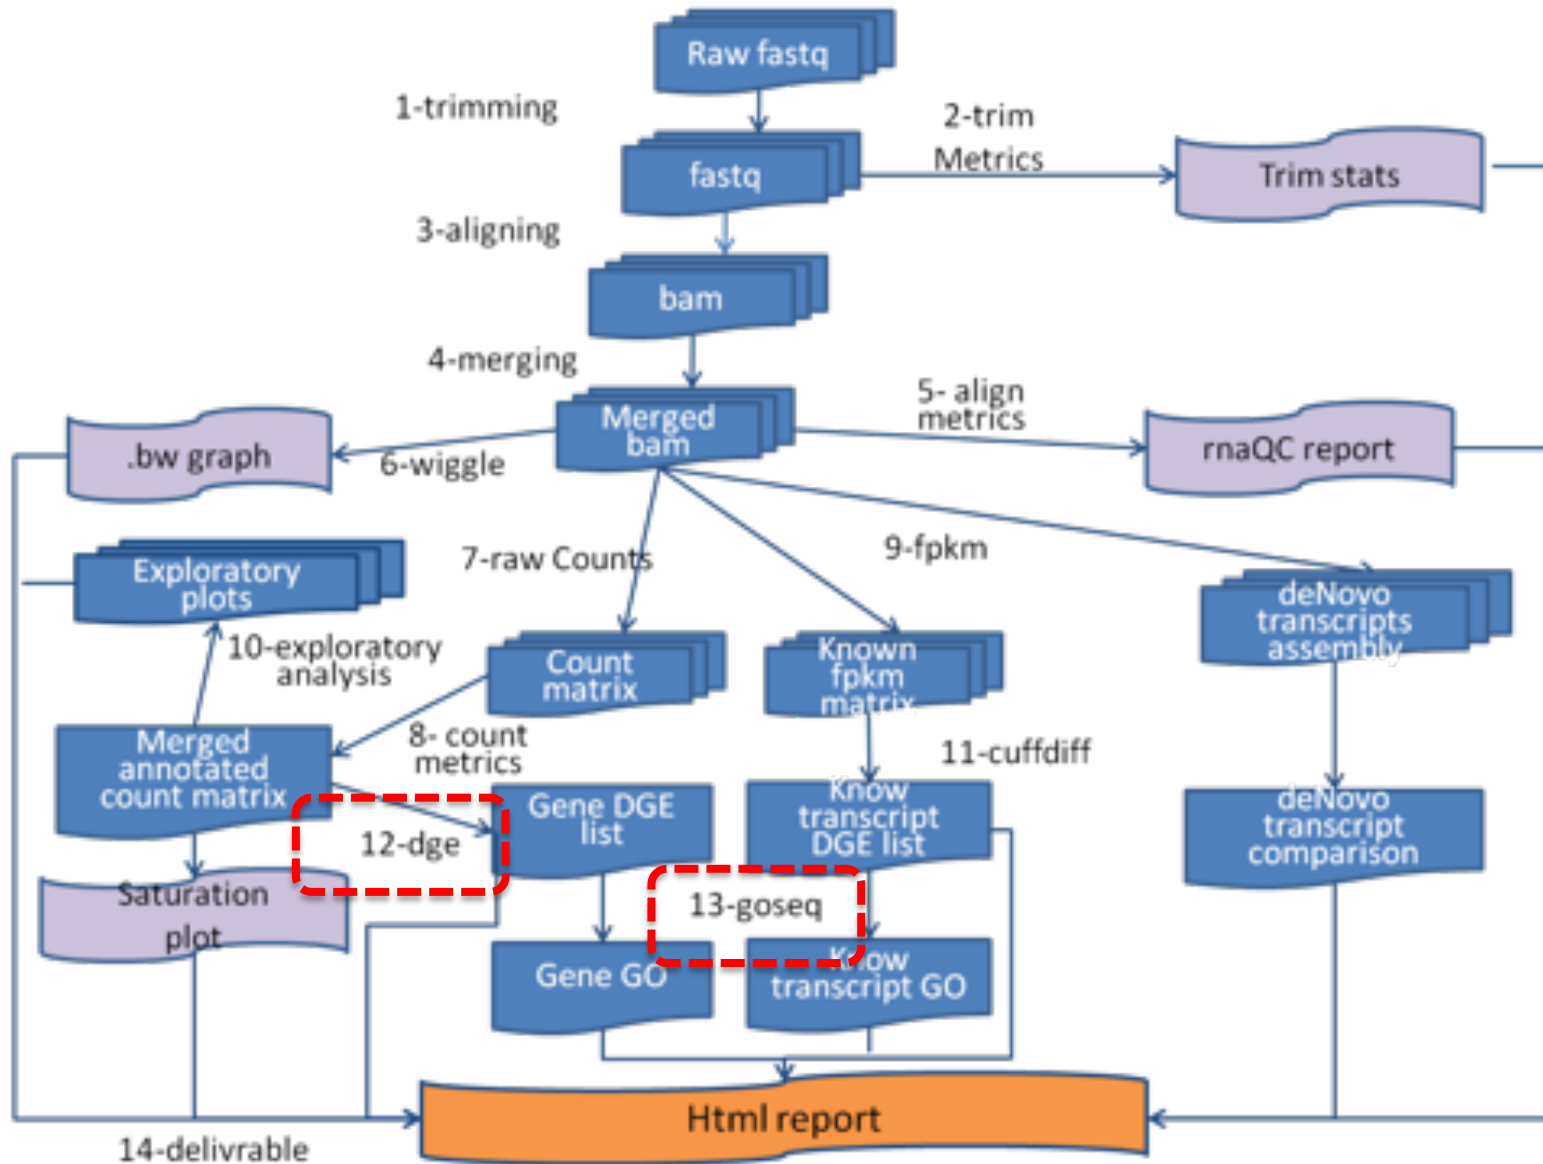 Raw fastq
1-trimming
2-trim
Metrics
fastq
Trim stats
3-aligning
bam
4-merging
5- align
metrics
Merged
bam
.bw graph
6-wiggle
rnaQC report
7-raw Counts
9-fpkm
Exploratory
plots
deNovo
transcripts
assembly
10-exploratory
analysis
Count
matrix
Known
fpkm
matrix
Merged
annotated
count matrix
8- count
metrics
11-cuffdiff
Gene DGE
list
Know
transcript
DGE list
deNovo
transcript
comparison
12-dge
Saturation
plot
13-goseq
Gene GO
Know
transcript GO
Html report
14-delivrable